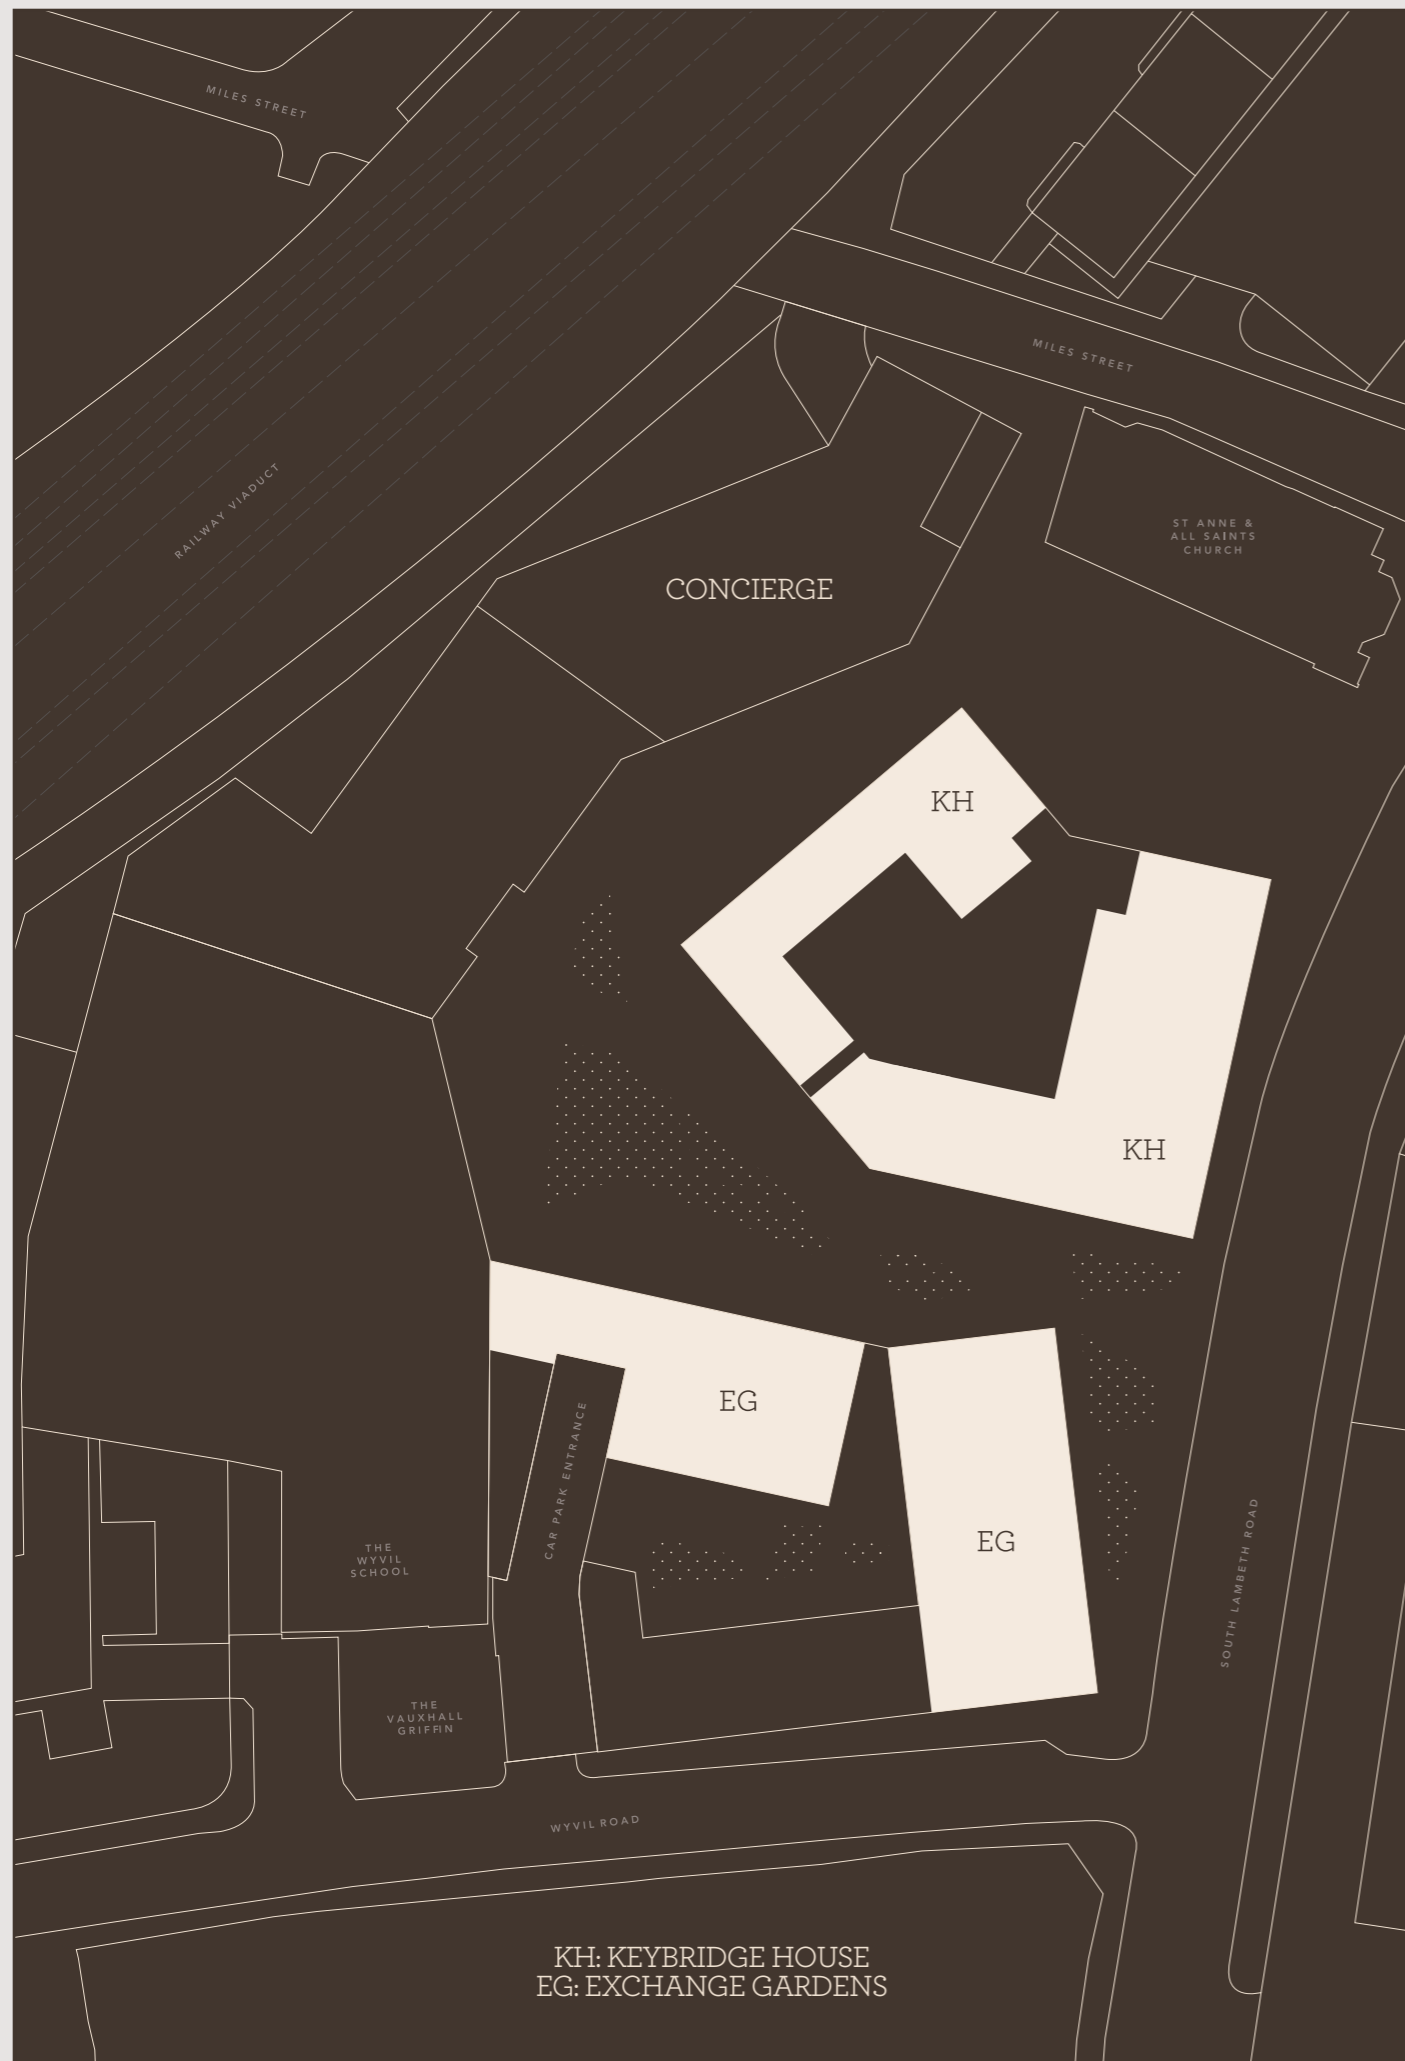 MILES STREET
MILES STREET
RAILWAY VIADUCT
ST ANNE &
ALL SAINTS
CHURCH
CONCIERGE
KH
KH
EG
CAR PARK ENTRANCE
EG
SOUTH LAMBETH ROAD
THE
WYVIL
SCHOOL
THE
VAUXHALL
GRIFFIN
WYVIL ROAD
KH: KEYBRIDGE HOUSE
EG: EXCHANGE GARDENS